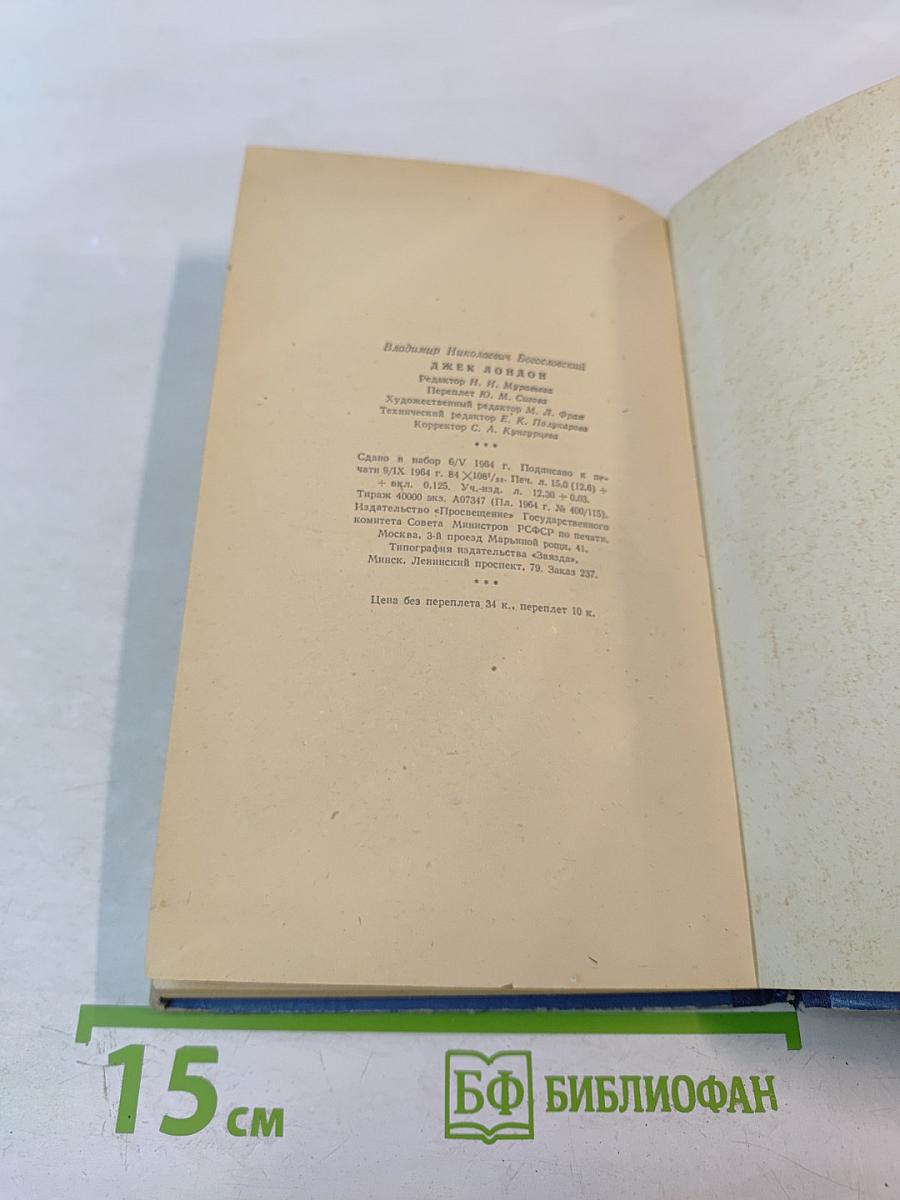 Владимир Николаевич Богословский
ДЖЕК ЛОНДОН
Редактор Н. И. Муравьева
Переплет Ю. М. Сигова
Художественный редактор М. Л. Фрам
Технический редактор Е. К. Полукарова
Корректор С. А. Кунгурцева
* * *
Сдано в набор 6/V 1964 г. Подписано к пе-
чати 9/IX 1964 г. 84×108¹/₃₂. Печ. л. 15,0 (12,6) +
+ вкл. 0,125. Уч.-изд. л. 12,30 + 0,03.
Тираж 40000 экз. А07347 (Пл. 1964 г. № 400/115).
Издательство «Просвещение» Государственного
комитета Совета Министров РСФСР по печати.
Москва, 3-й проезд Марьиной рощи, 41.
Типография издательства «Звязда»,
Минск, Ленинский проспект, 79. Заказ 237.
* * *
Цена без переплета 34 к., переплет 10 к.
15 см
БФ БИБЛИОФАН